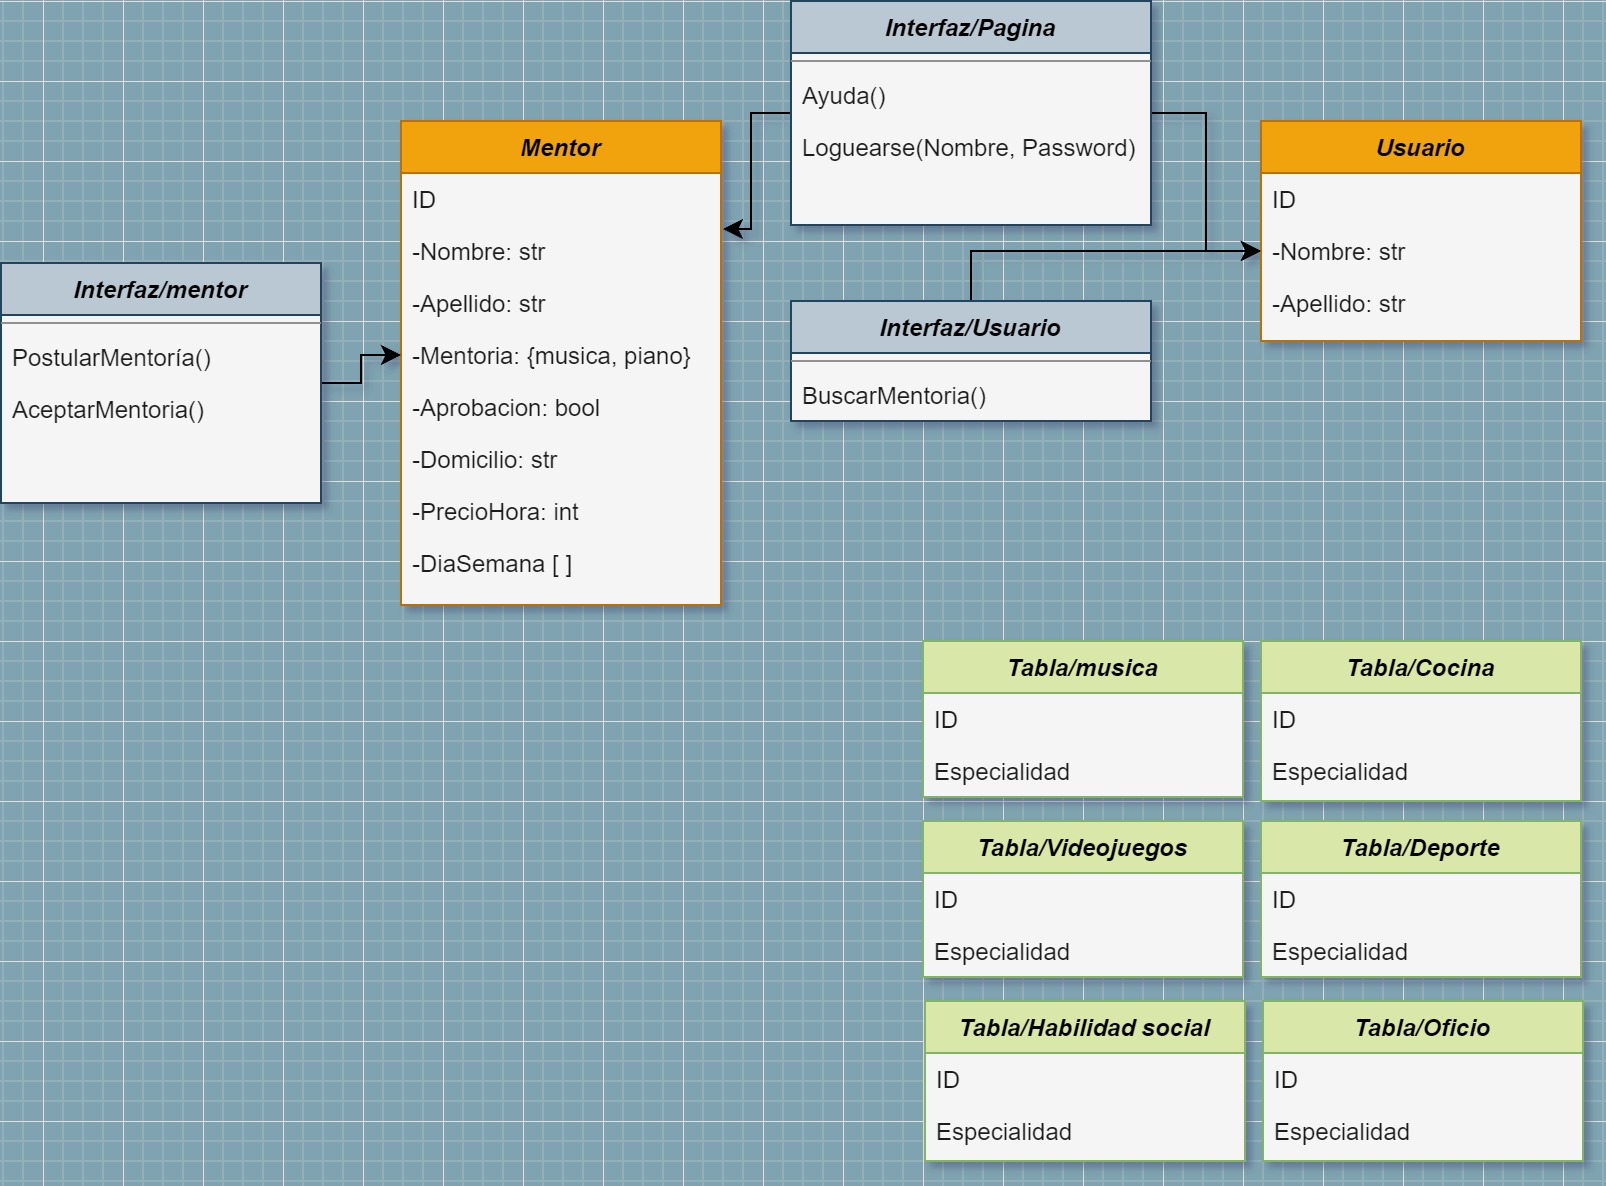 Interfaz/Pagina
Ayuda()
Loguearse(Nombre, Password)
Mentor
ID
-Nombre: str
-Apellido: str
-Mentoria: {musica, piano}
-Aprobacion: bool
-Domicilio: str
-PrecioHora: int
-DiaSemana [ ]
Usuario
ID
-Nombre: str
-Apellido: str
Interfaz/mentor
PostularMentoría()
AceptarMentoria()
Interfaz/Usuario
BuscarMentoria()
Tabla/musica
ID
Especialidad
Tabla/Cocina
ID
Especialidad
Tabla/Videojuegos
ID
Especialidad
Tabla/Deporte
ID
Especialidad
Tabla/Habilidad social
ID
Especialidad
Tabla/Oficio
ID
Especialidad